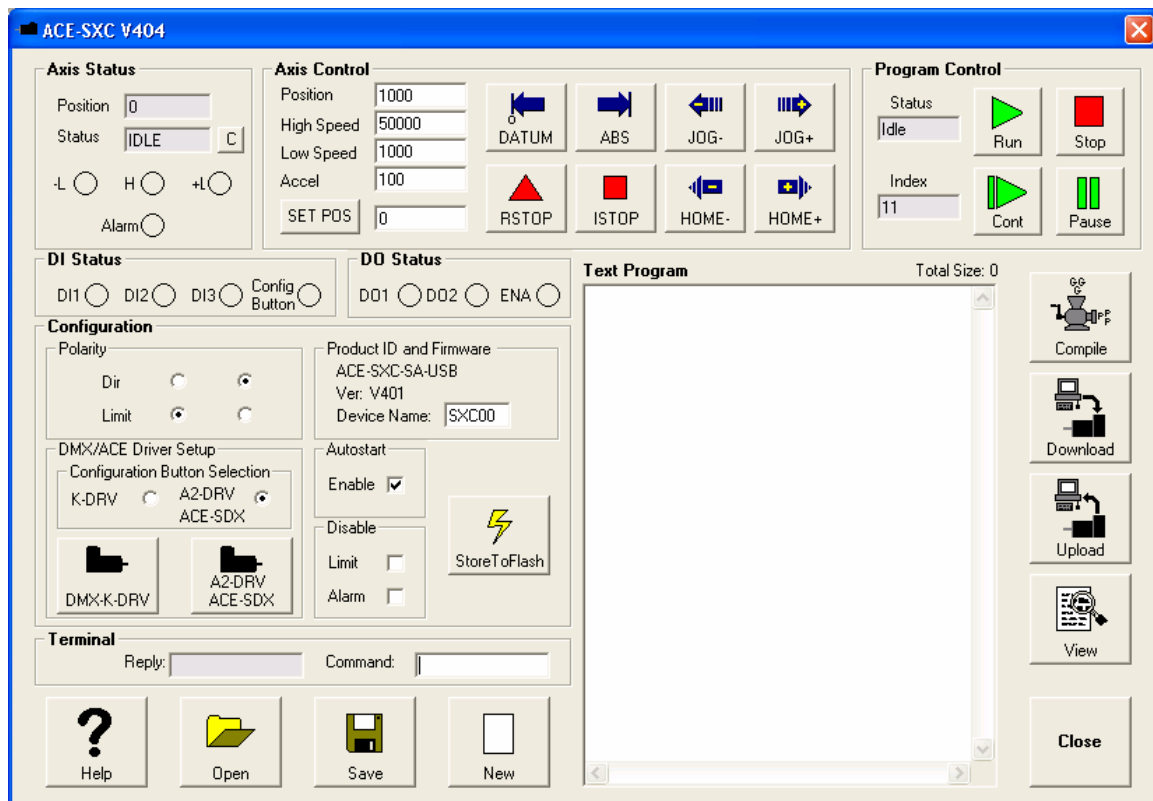 ACE-SXC V404
Axis Status
Position 0
Status IDLE C
-L H +L
Alarm
Axis Control
Position 1000
High Speed 50000
Low Speed 1000
Accel 100
SET POS 0
DATUM ABS JOG- JOG+
RSTOP ISTOP HOME- HOME+
Program Control
Status
Idle
Run Stop
Index
11
Cont Pause
DI Status
DI1 DI2 DI3 Config Button
DO Status
DO1 DO2 ENA
Configuration
Polarity
Dir
Limit
Product ID and Firmware
ACE-SXC-SA-USB
Ver: V401
Device Name: SXC00
DMX/ACE Driver Setup
Configuration Button Selection
K-DRV A2-DRV
ACE-SDX
DMX-K-DRV
A2-DRV
ACE-SDX
Autostart
Enable
Disable
Limit
Alarm
StoreToFlash
Terminal
Reply: Command:
Help Open Save New
Text Program Total Size: 0
GG
G
PP
P
Compile
Download
Upload
View
Close